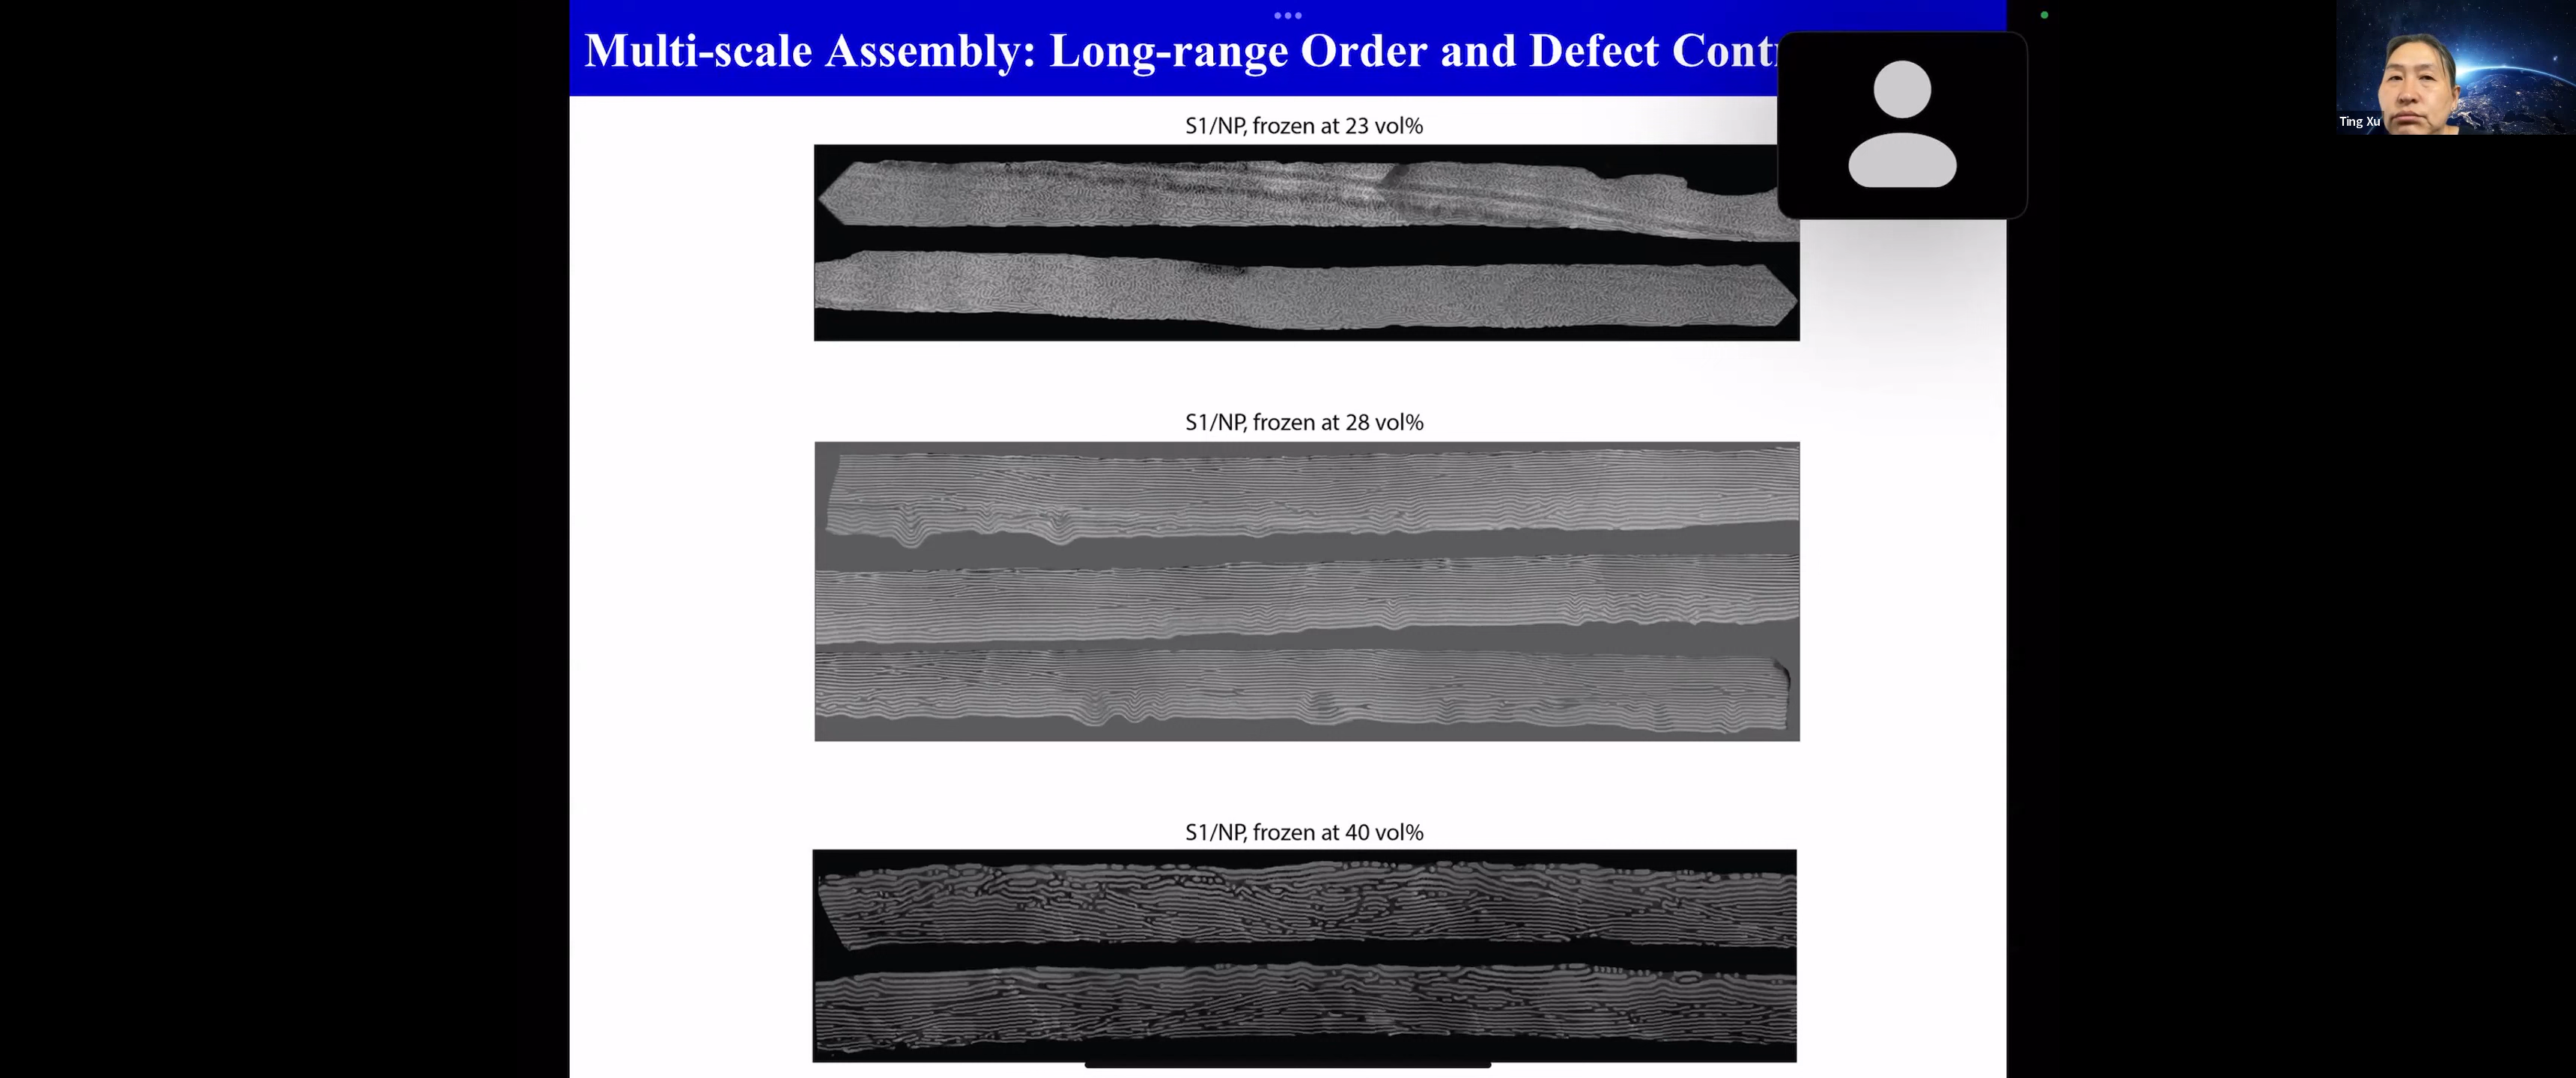 Multi-scale Assembly: Long-range Order and Defect Cont
Ting Xu
S1/NP, frozen at 23 vol%
S1/NP, frozen at 28 vol%
S1/NP, frozen at 40 vol%